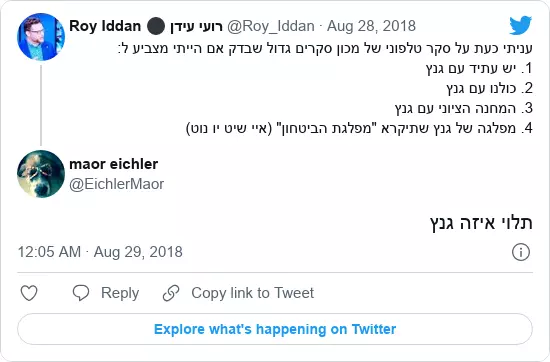 Roy Iddan ⚫ רועי עידן @Roy_Iddan · Aug 28, 2018
עניתי כעת על סקר טלפוני של מכון סקרים גדול שבדק אם הייתי מצביע ל:
1. יש עתיד עם גנץ
2. כולנו עם גנץ
3. המחנה הציוני עם גנץ
4. מפלגה של גנץ שתיקרא "מפלגת הביטחון" (איי שיט יו נוט)
maor eichler
@EichlerMaor
תלוי איזה גנץ
12:05 AM · Aug 29, 2018
Reply
Copy link to Tweet
Explore what's happening on Twitter